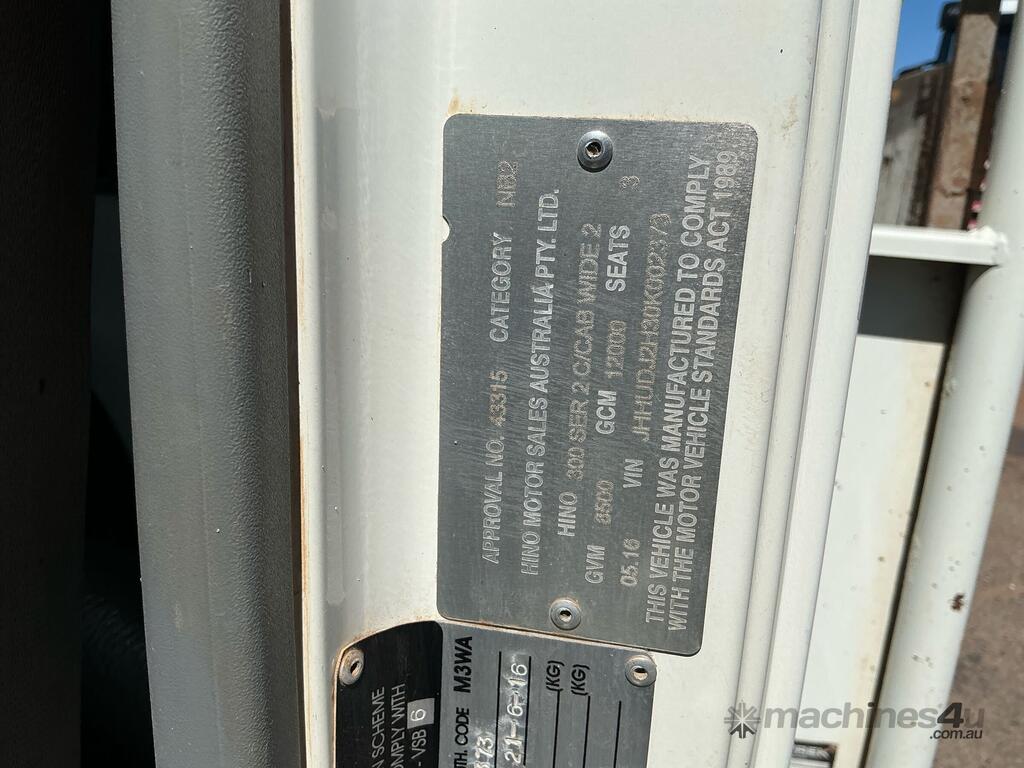 APPROVAL NO. 43315 CATEGORY NB2
HINO MOTOR SALES AUSTRALIA PTY. LTD.
HINO 300 SER 2 C/CAB WIDE 2
GVM 8500 GCM 12000 SEATS 3
05.16 VIN JHHUDJ2H30K002373
THIS VEHICLE WAS MANUFACTURED TO COMPLY
WITH THE MOTOR VEHICLE STANDARDS ACT 1989
N SCHEME
OMPLY WITH
- VSB 6
TH. CODE M3WA
373
21-6-16
(KG)
(KG)
machines4u